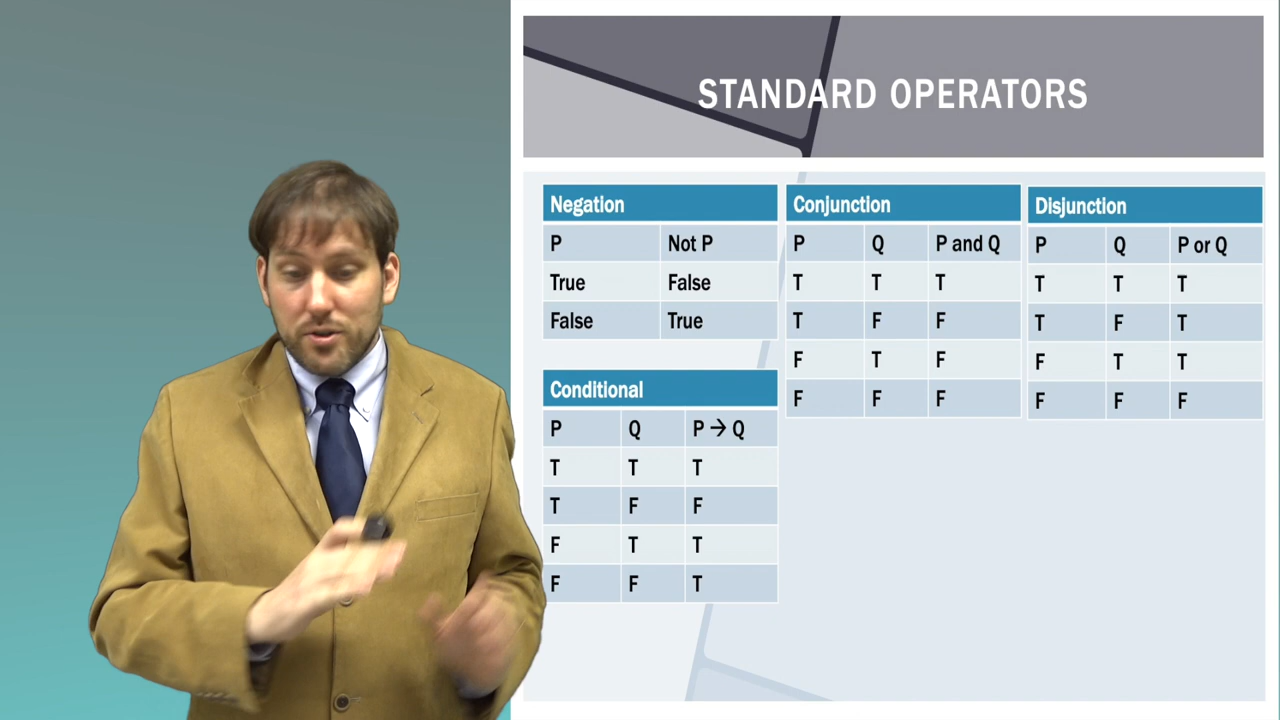 STANDARD OPERATORS
Negation
P Not P
True False
False True
Conjunction
P Q P and Q
T T T
T F F
F T F
F F F
Disjunction
P Q P or Q
T T T
T F T
F T T
F F F
Conditional
P Q P → Q
T T T
T F F
F T T
F F T